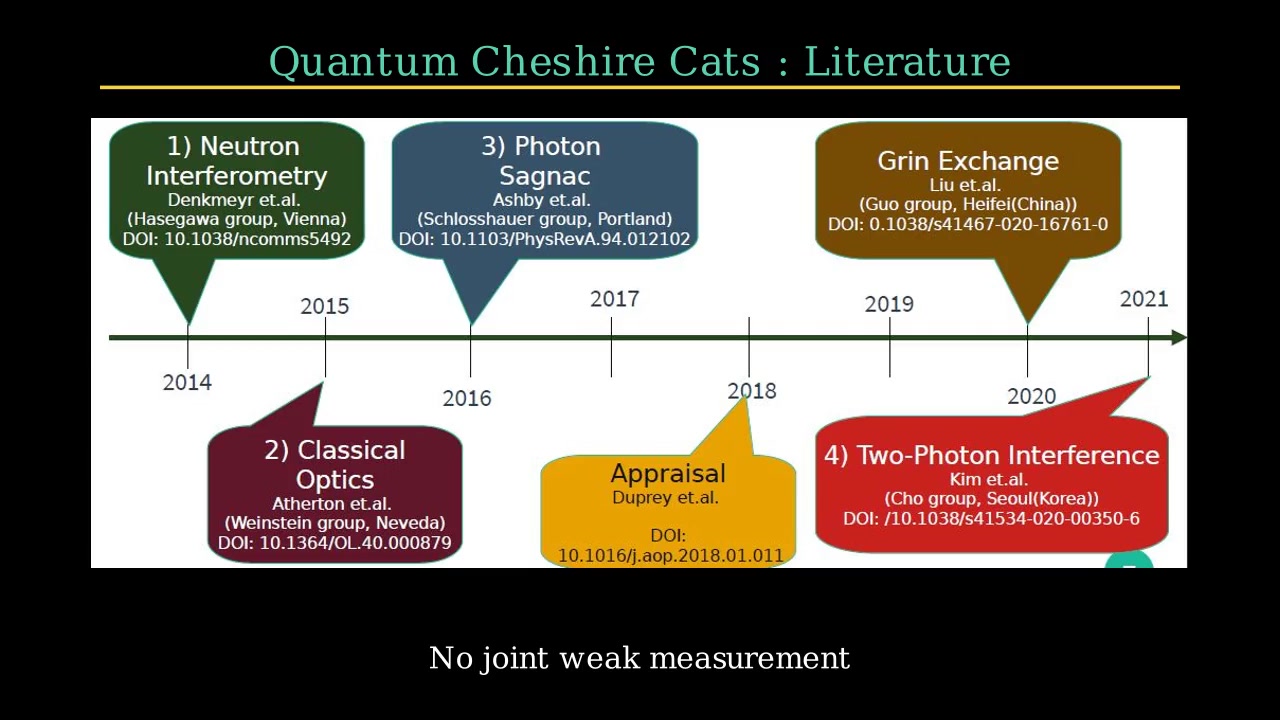 Quantum Cheshire Cats : Literature
1) Neutron
Interferometry
Denkmeyr et.al.
(Hasegawa group, Vienna)
DOI: 10.1038/ncomms5492
3) Photon
Sagnac
Ashby et.al.
(Schlosshauer group, Portland)
DOI: 10.1103/PhysRevA.94.012102
Grin Exchange
Liu et.al.
(Guo group, Heifei(China))
DOI: 0.1038/s41467-020-16761-0
2015
2017
2019
2021
2014
2016
2018
2020
2) Classical
Optics
Atherton et.al.
(Weinstein group, Neveda)
DOI: 10.1364/OL.40.000879
Appraisal
Duprey et.al.
DOI:
10.1016/j.aop.2018.01.011
4) Two-Photon Interference
Kim et.al.
(Cho group, Seoul(Korea))
DOI: /10.1038/s41534-020-00350-6
No joint weak measurement